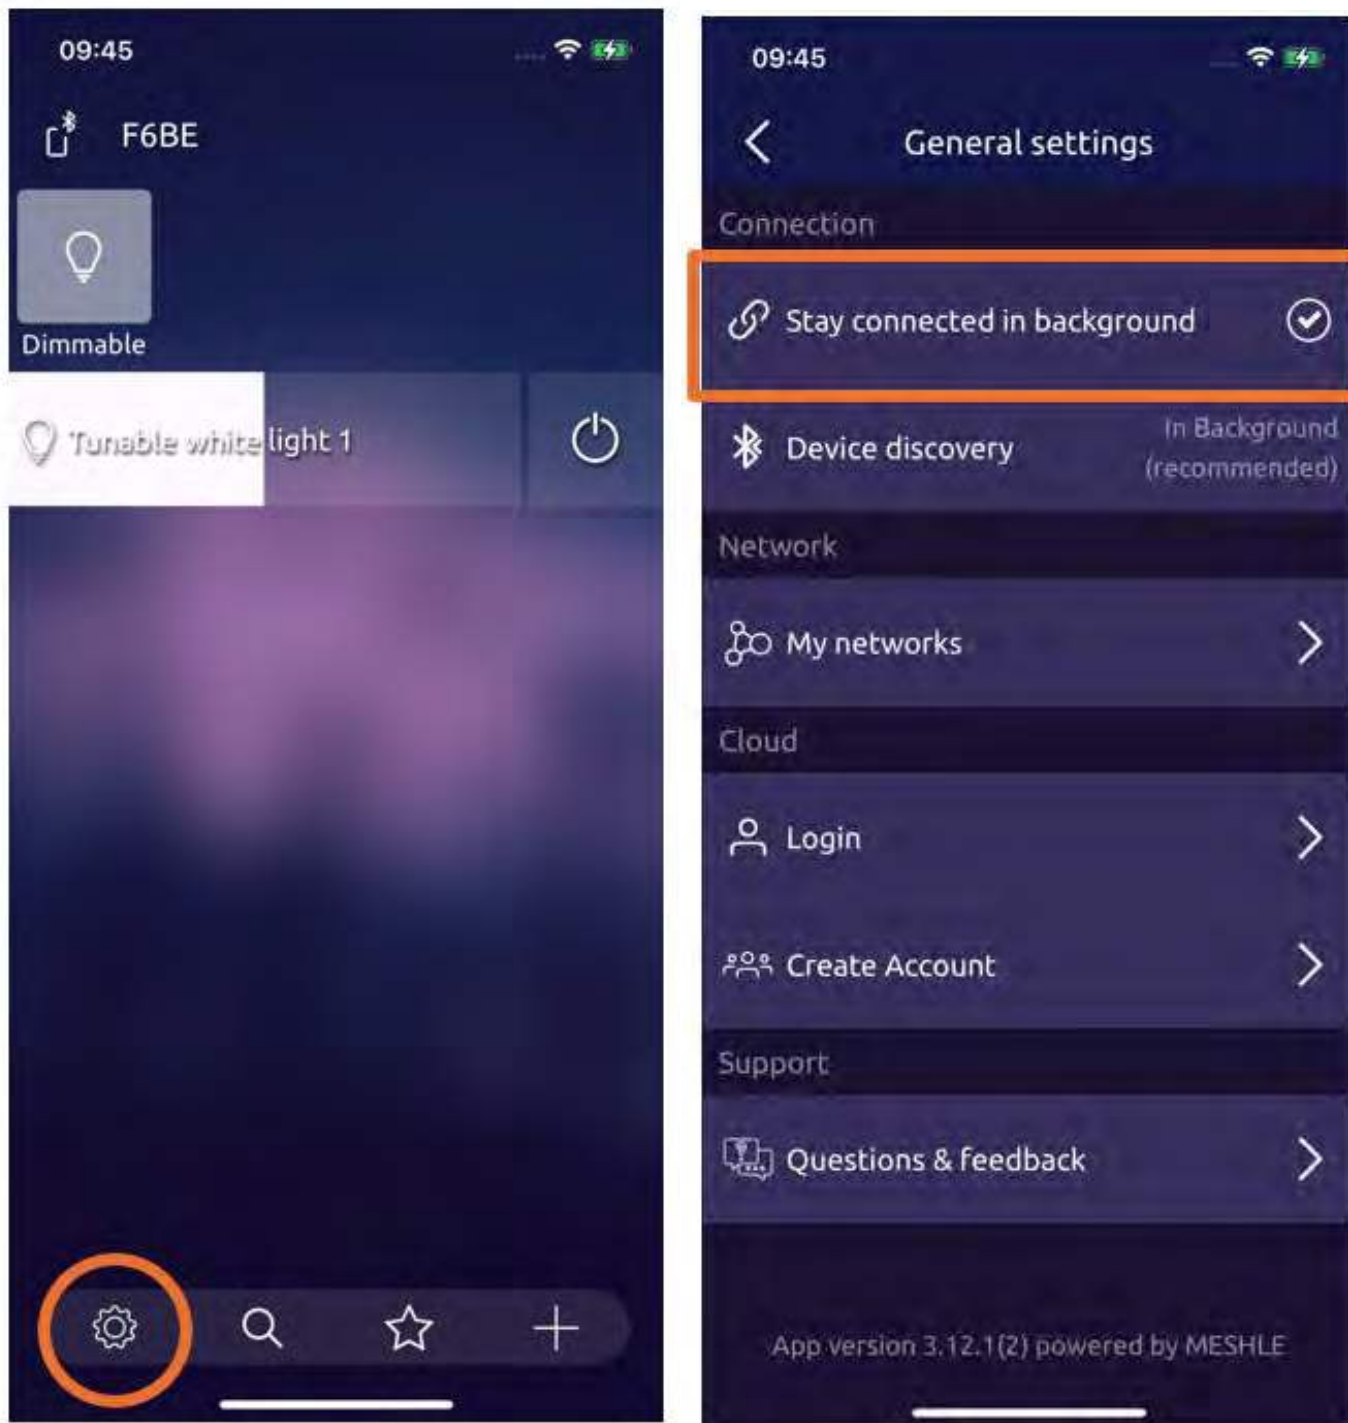 09:45
F6BE
Dimmable
Tunable white light 1
09:45
General settings
Connection
Stay connected in background
Device discovery
In Background
(recommended)
Network
My networks
Cloud
Login
Create Account
Support
Questions & feedback
App version 3.12.1(2) powered by MESHLE